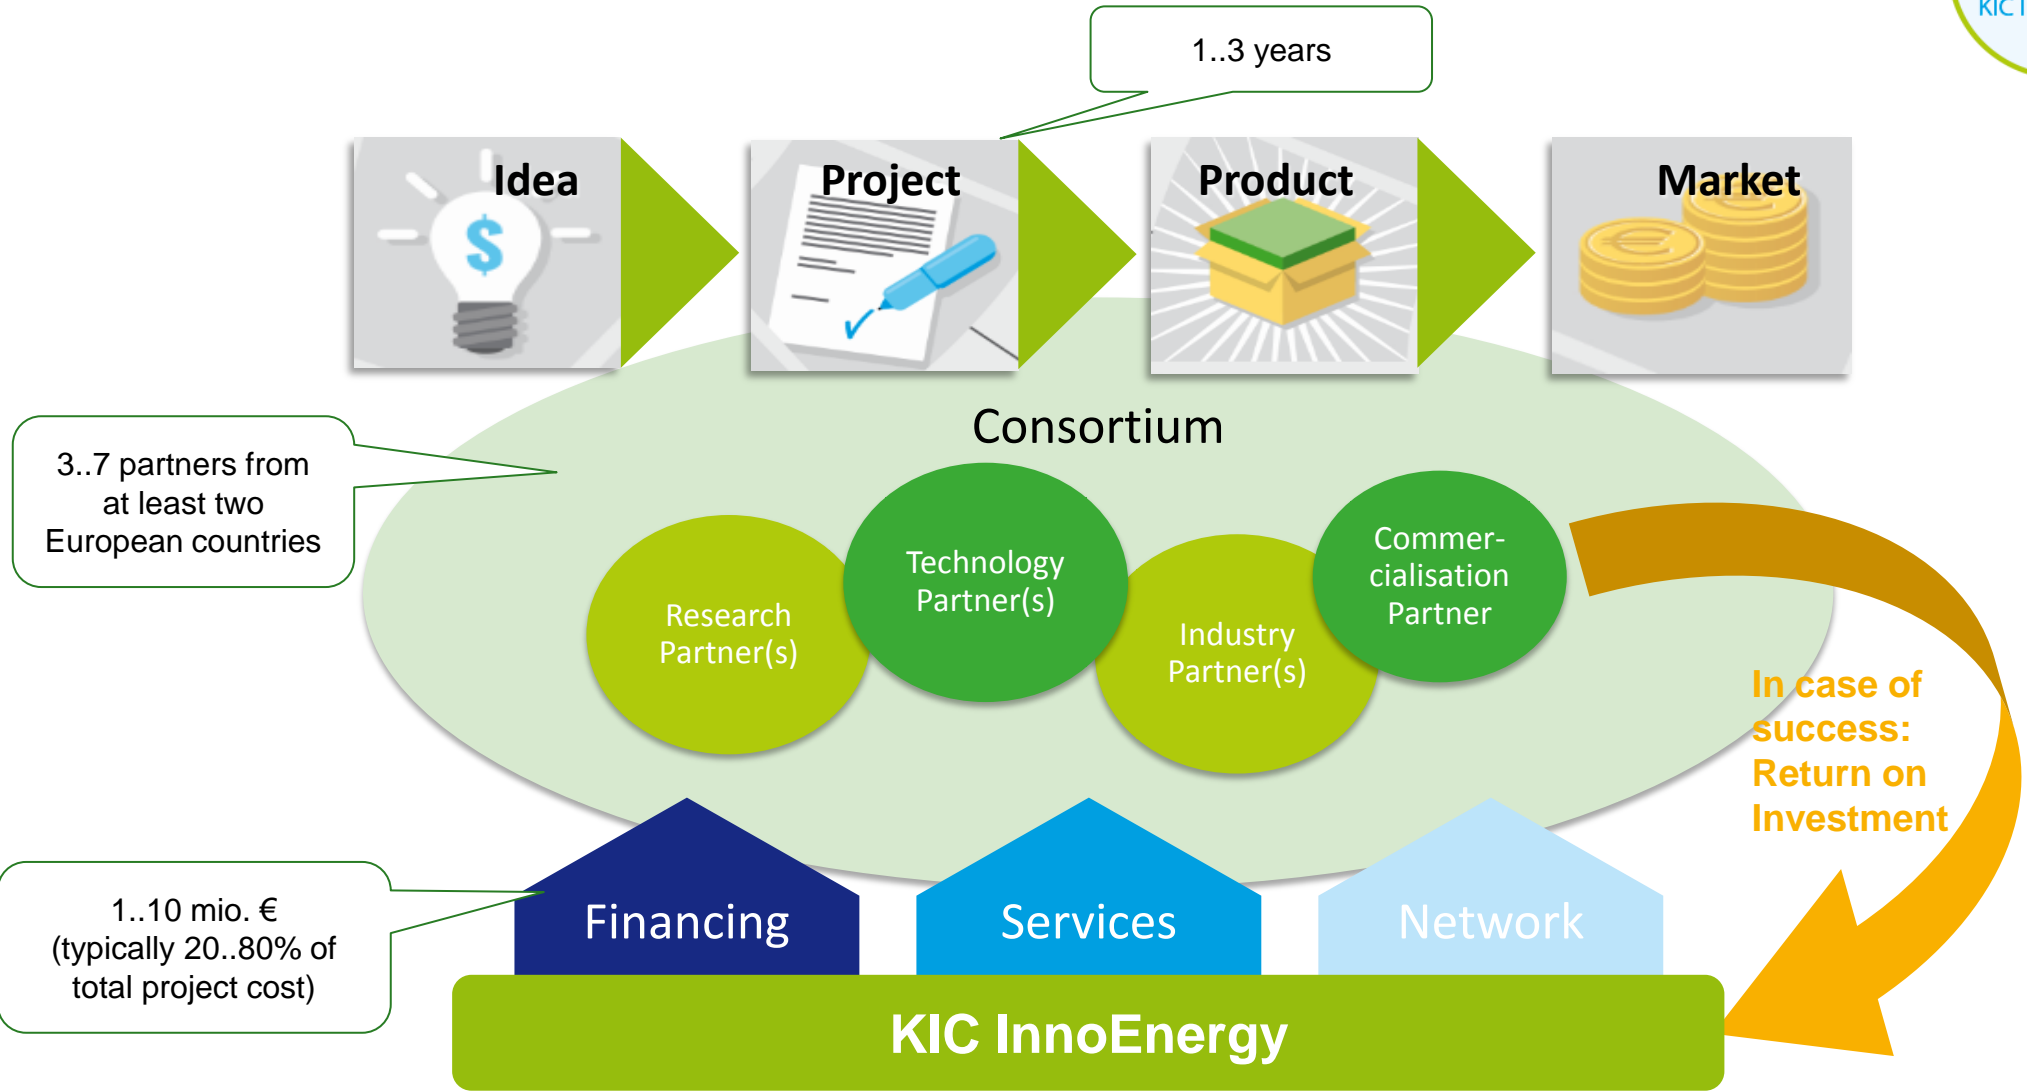 KIC I
1..3 years
Idea
Project
Product
Market
$
€
€
Consortium
3..7 partners from
at least two
European countries
Research
Partner(s)
Technology
Partner(s)
Industry
Partner(s)
Commer-
cialisation
Partner
In case of
success:
Return on
Investment
1..10 mio. €
(typically 20..80% of
total project cost)
Financing
Services
Network
KIC InnoEnergy